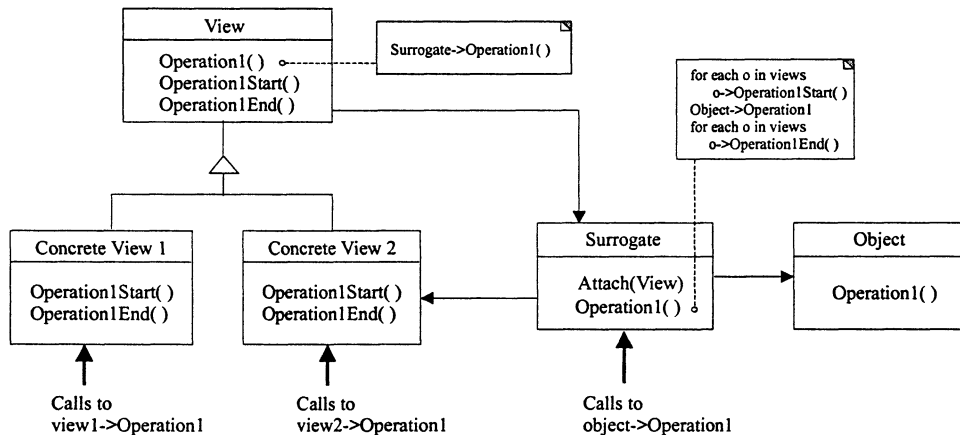 View
Operation1( )
Operation1Start( )
Operation1End( )
Surrogate->Operation1( )
for each o in views
o->Operation1Start( )
Object->Operation1
for each o in views
o->Operation1End( )
Concrete View 1
Operation1Start( )
Operation1End( )
Concrete View 2
Operation1Start( )
Operation1End( )
Surrogate
Attach(View)
Operation1( )
Object
Operation1( )
Calls to
view1->Operation1
Calls to
view2->Operation1
Calls to
object->Operation1